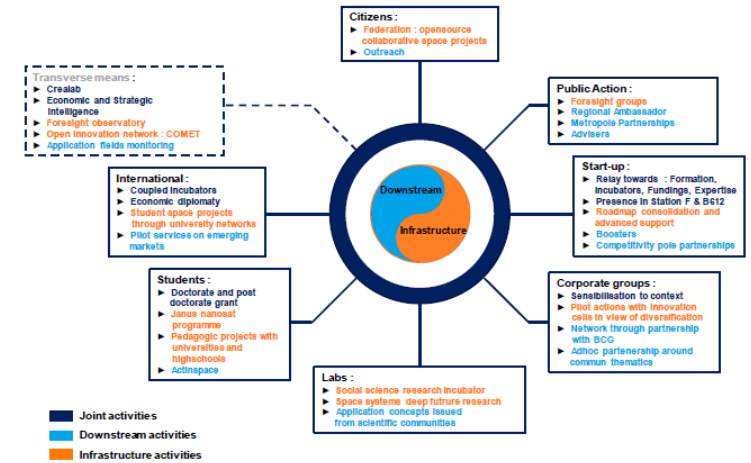 Citizens :
► Federation : opensource
collaborative space projects
► Outreach
Transverse means :
► Crealab
► Economic and Strategic
Intelligence
► Foresight observatory
► Open innovation network : COMET
► Application fields monitoring
Public Action :
► Foresight groups
► Regional Ambassador
► Metropole Partnerships
► Advisers
International :
► Coupled incubators
► Economic diplomaty
► Student space projects
through university networks
► Pilot services on emerging
markets
Downstream
Infrastructure
Start-up :
► Relay towards : Formation,
Incubators, Fundings, Expertise
► Presence in Station F & B612
► Roadmap consolidation and
advanced support
► Boosters
► Competitivity pole partnerships
Students :
► Doctorate and post
doctorate grant
► Janus nanosat
programme
► Pedagogic projects with
universities and
highschools
► Actinspace
Corporate groups :
► Sensibilisation to context
► Pilot actions with innovation
cells in view of diversification
► Network through partnership
with BCG
► Adhoc partenership around
commun thematics
Labs :
► Social science research incubator
► Space systems deep futrure research
► Application concepts issued
from scientific communities
Joint activities
Downstream activities
Infrastructure activities